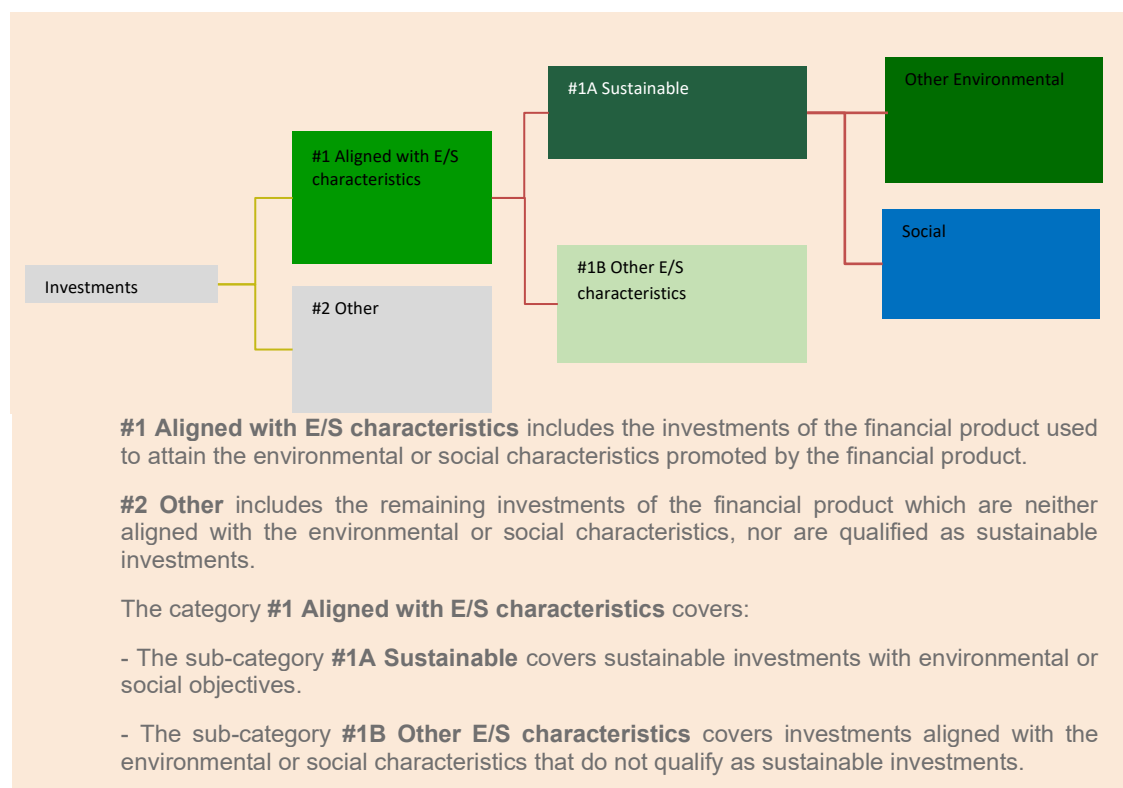 #1A Sustainable
Other Environmental
#1 Aligned with E/S
characteristics
Social
#1B Other E/S
characteristics
Investments
#2 Other
#1 Aligned with E/S characteristics includes the investments of the financial product used
to attain the environmental or social characteristics promoted by the financial product.
#2 Other includes the remaining investments of the financial product which are neither
aligned with the environmental or social characteristics, nor are qualified as sustainable
investments.
The category #1 Aligned with E/S characteristics covers:
- The sub-category #1A Sustainable covers sustainable investments with environmental or
social objectives.
- The sub-category #1B Other E/S characteristics covers investments aligned with the
environmental or social characteristics that do not qualify as sustainable investments.